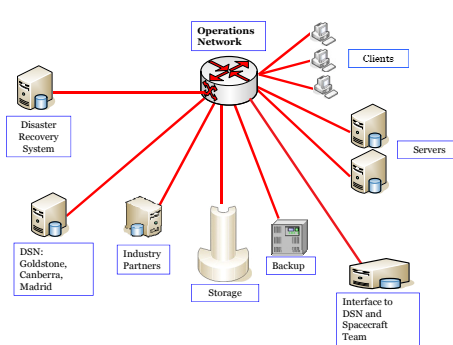 Operations
Network
Clients
Disaster
Recovery
System
Servers
DSN:
Goldstone,
Canberra,
Madrid
Industry
Partners
Storage
Backup
Interface to
DSN and
Spacecraft
Team